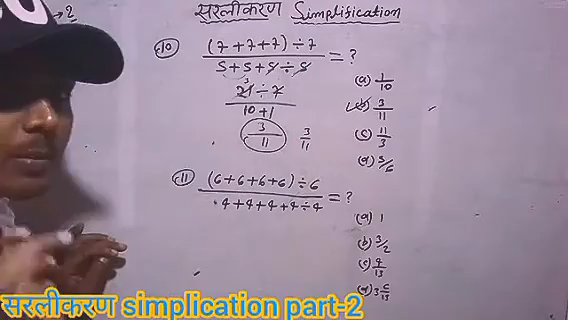 सरलीकरण Simplification
→2
(10) (7+7+7)÷7 / 5+5+5÷5 = ?
21÷7 / 10+1
3
3/11 3/11
(a) 1/10
(b) 3/11
(c) 11/3
(d) 5/6
(11) (6+6+6+6)÷6 / 4+4+4+4÷4 = ?
(a) 1
(b) 3/2
(c) 4/13
सरलीकरण simplication part-2